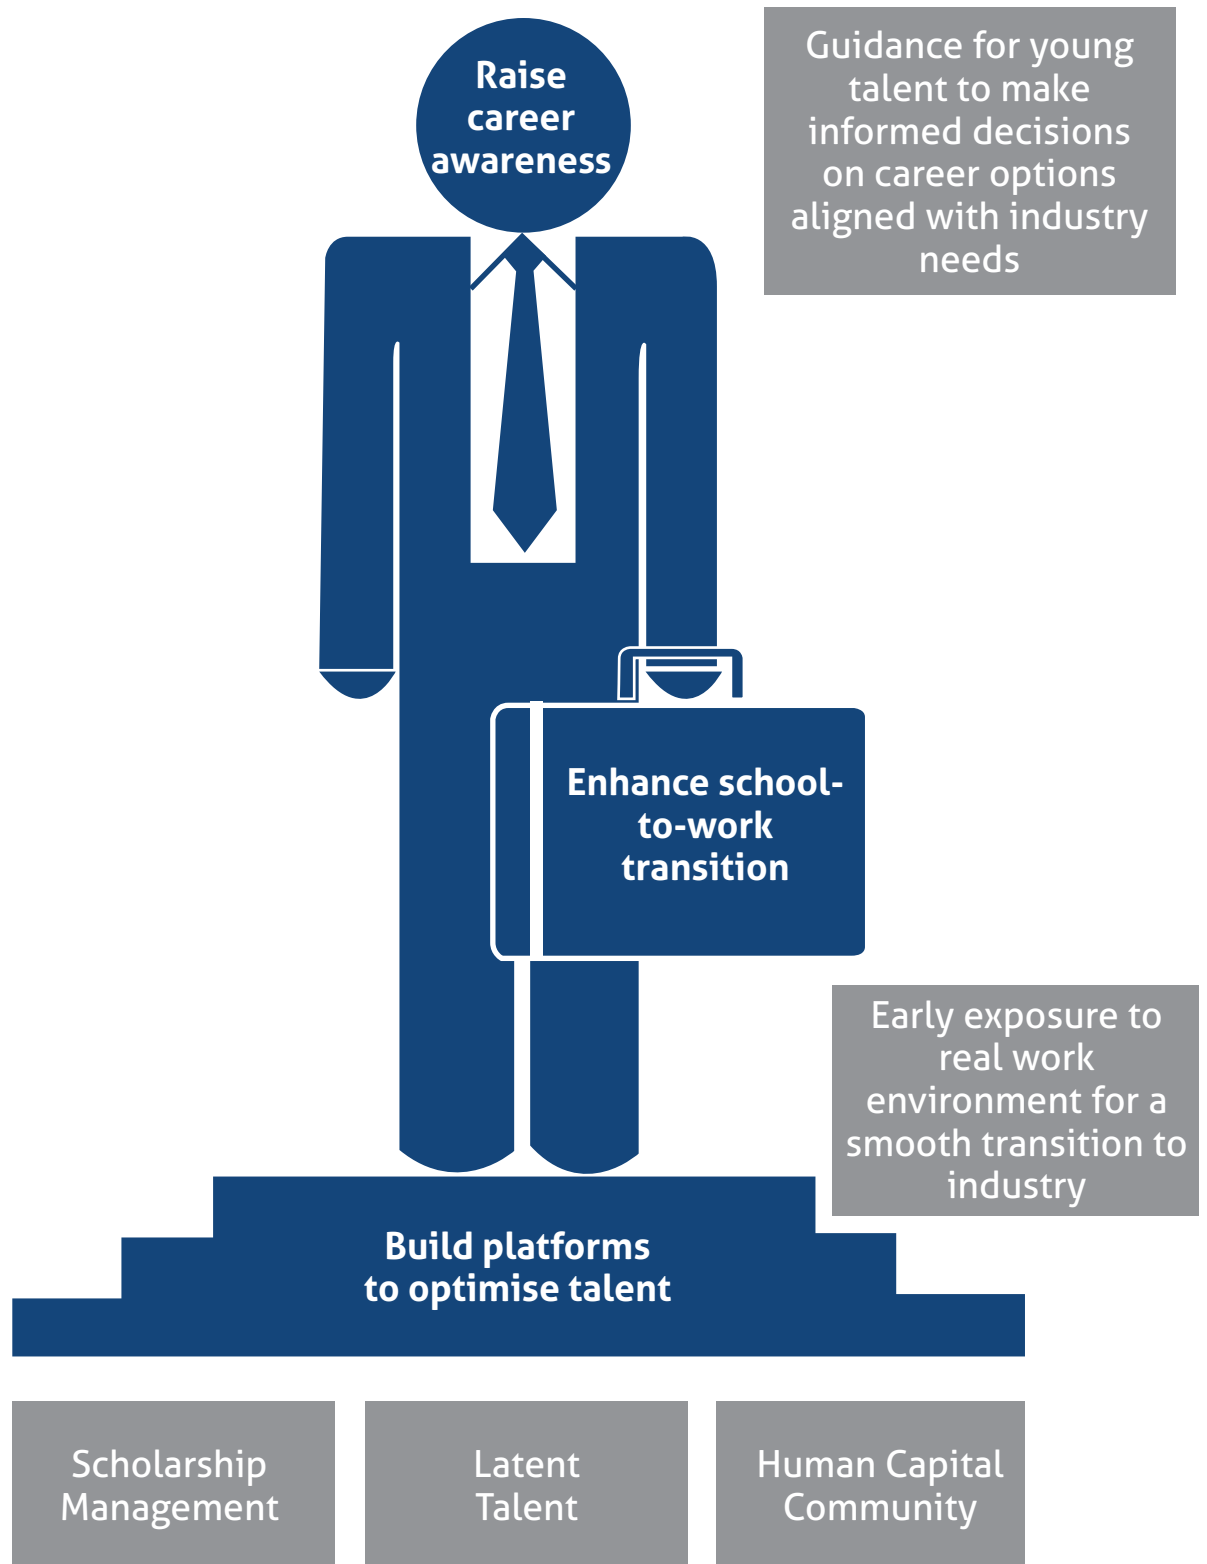 Raise
career
awareness
Guidance for young
talent to make
informed decisions
on career options
aligned with industry
needs
Enhance school-
to-work
transition
Early exposure to
real work
environment for a
smooth transition to
industry
Build platforms
to optimise talent
Scholarship
Management
Latent
Talent
Human Capital
Community